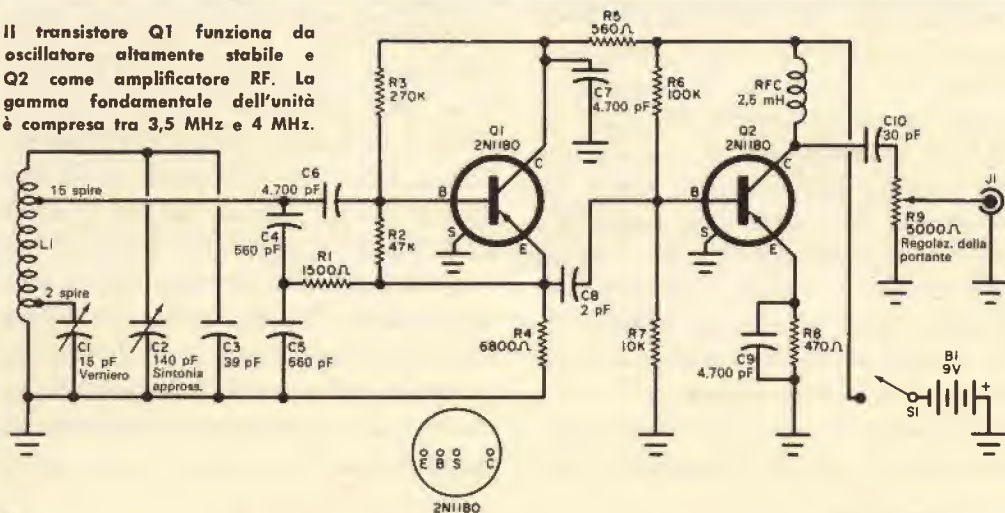 Il transistore Q1 funziona da
oscillatore altamente stabile e
Q2 come amplificatore RF. La
gamma fondamentale dell'unità
è compresa tra 3,5 MHz e 4 MHz.
R5
560Ω
R3
270K
C7
4.700 pF
R6
100K
RFC
2,5 mH
Q1
2N1180
Q2
2N1180
C10
30 pF
J1
15 spire
C6
4.700 pF
B
C
S
E
B
C
S
E
L1
C4
560 pF
R2
47K
R9
5000Ω
Regolaz. della
portante
R1
1500Ω
C8
2 pF
2 spire
C1
15 pF
Verniero
C2
140 pF
Sintonia
appross.
C3
39 pF
C5
560 pF
R4
6800Ω
R7
10K
C9
4.700 pF
R8
470Ω
B1
9V
+
S1
E B S C
2N1180